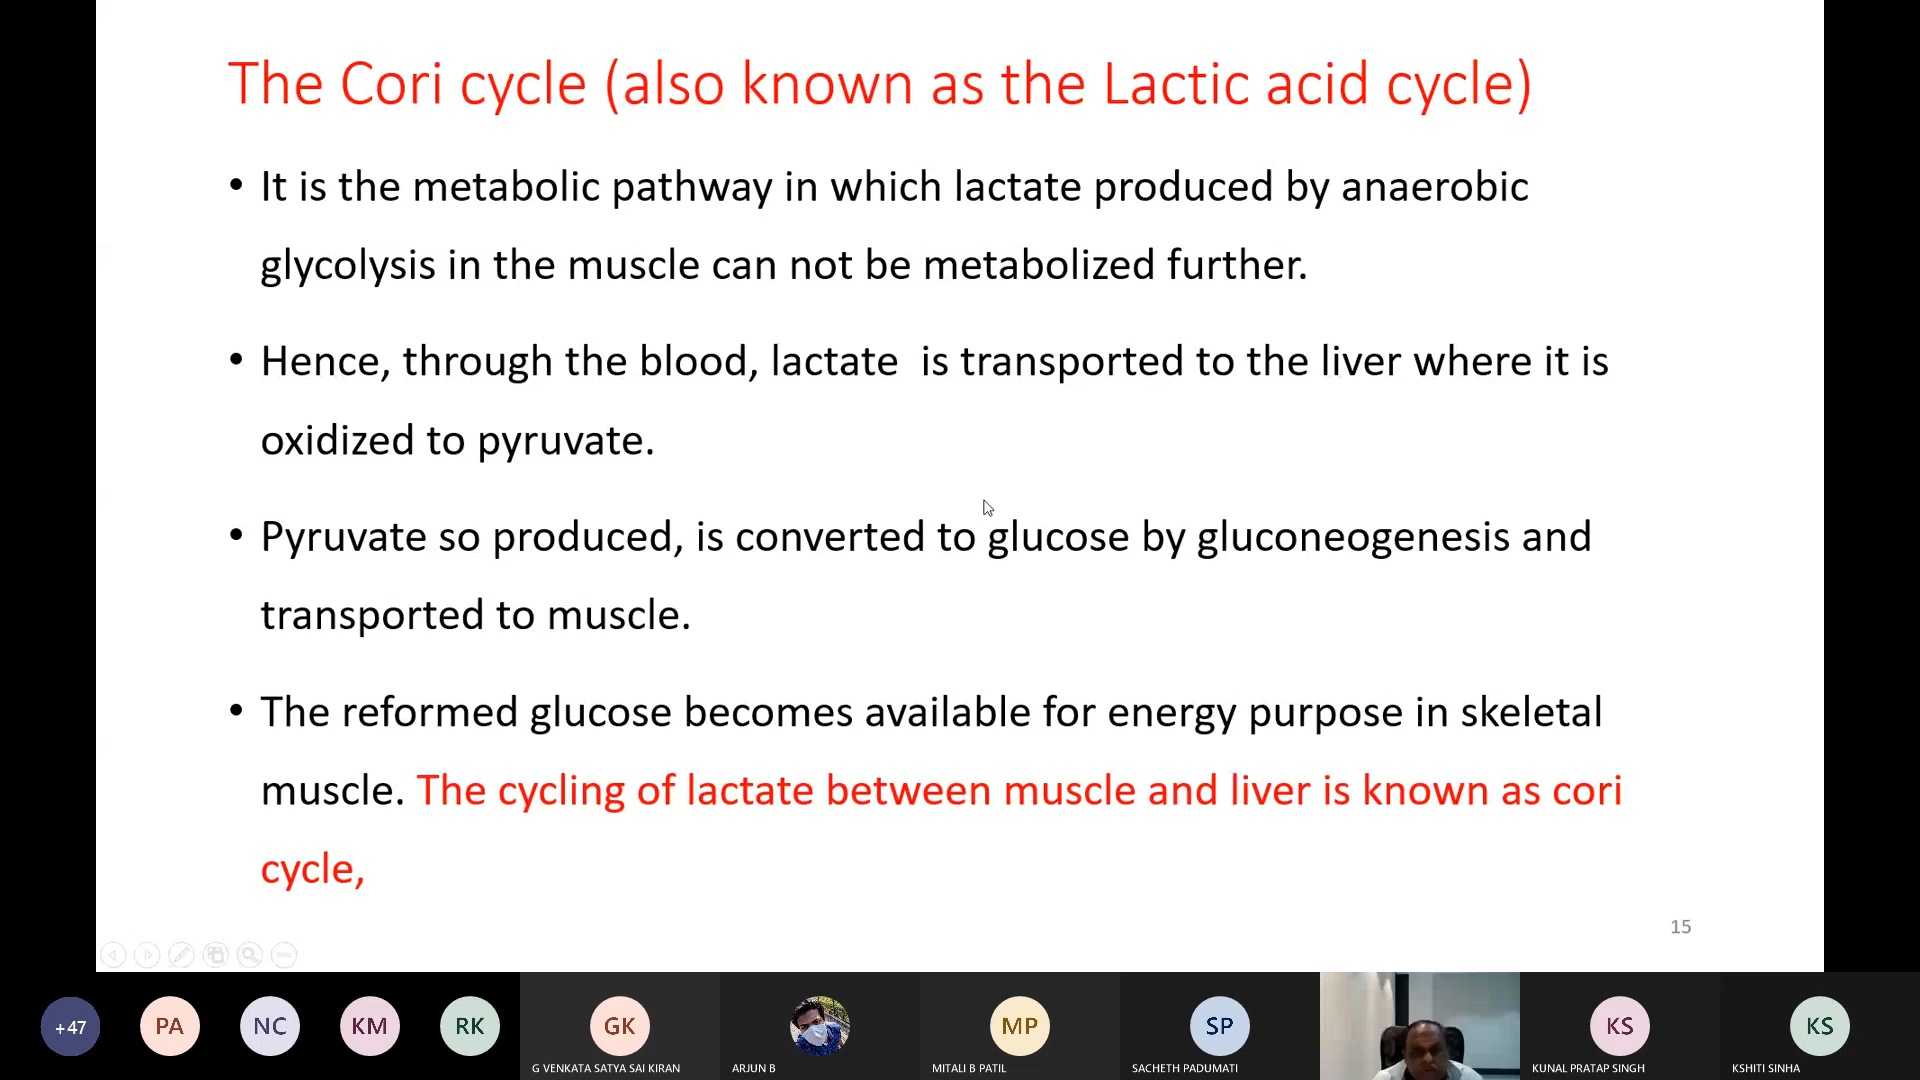 The Cori cycle (also known as the Lactic acid cycle)
• It is the metabolic pathway in which lactate produced by anaerobic
glycolysis in the muscle can not be metabolized further.
• Hence, through the blood, lactate  is transported to the liver where it is
oxidized to pyruvate.
• Pyruvate so produced, is converted to glucose by gluconeogenesis and
transported to muscle.
• The reformed glucose becomes available for energy purpose in skeletal
muscle. The cycling of lactate between muscle and liver is known as cori
cycle,
15
+47
PA
NC
KM
RK
GK
MP
SP
KS
KS
G VENKATA SATYA SAI KIRAN
ARJUN B
MITALI B PATIL
SACHETH PADUMATI
KUNAL PRATAP SINGH
KSHITI SINHA